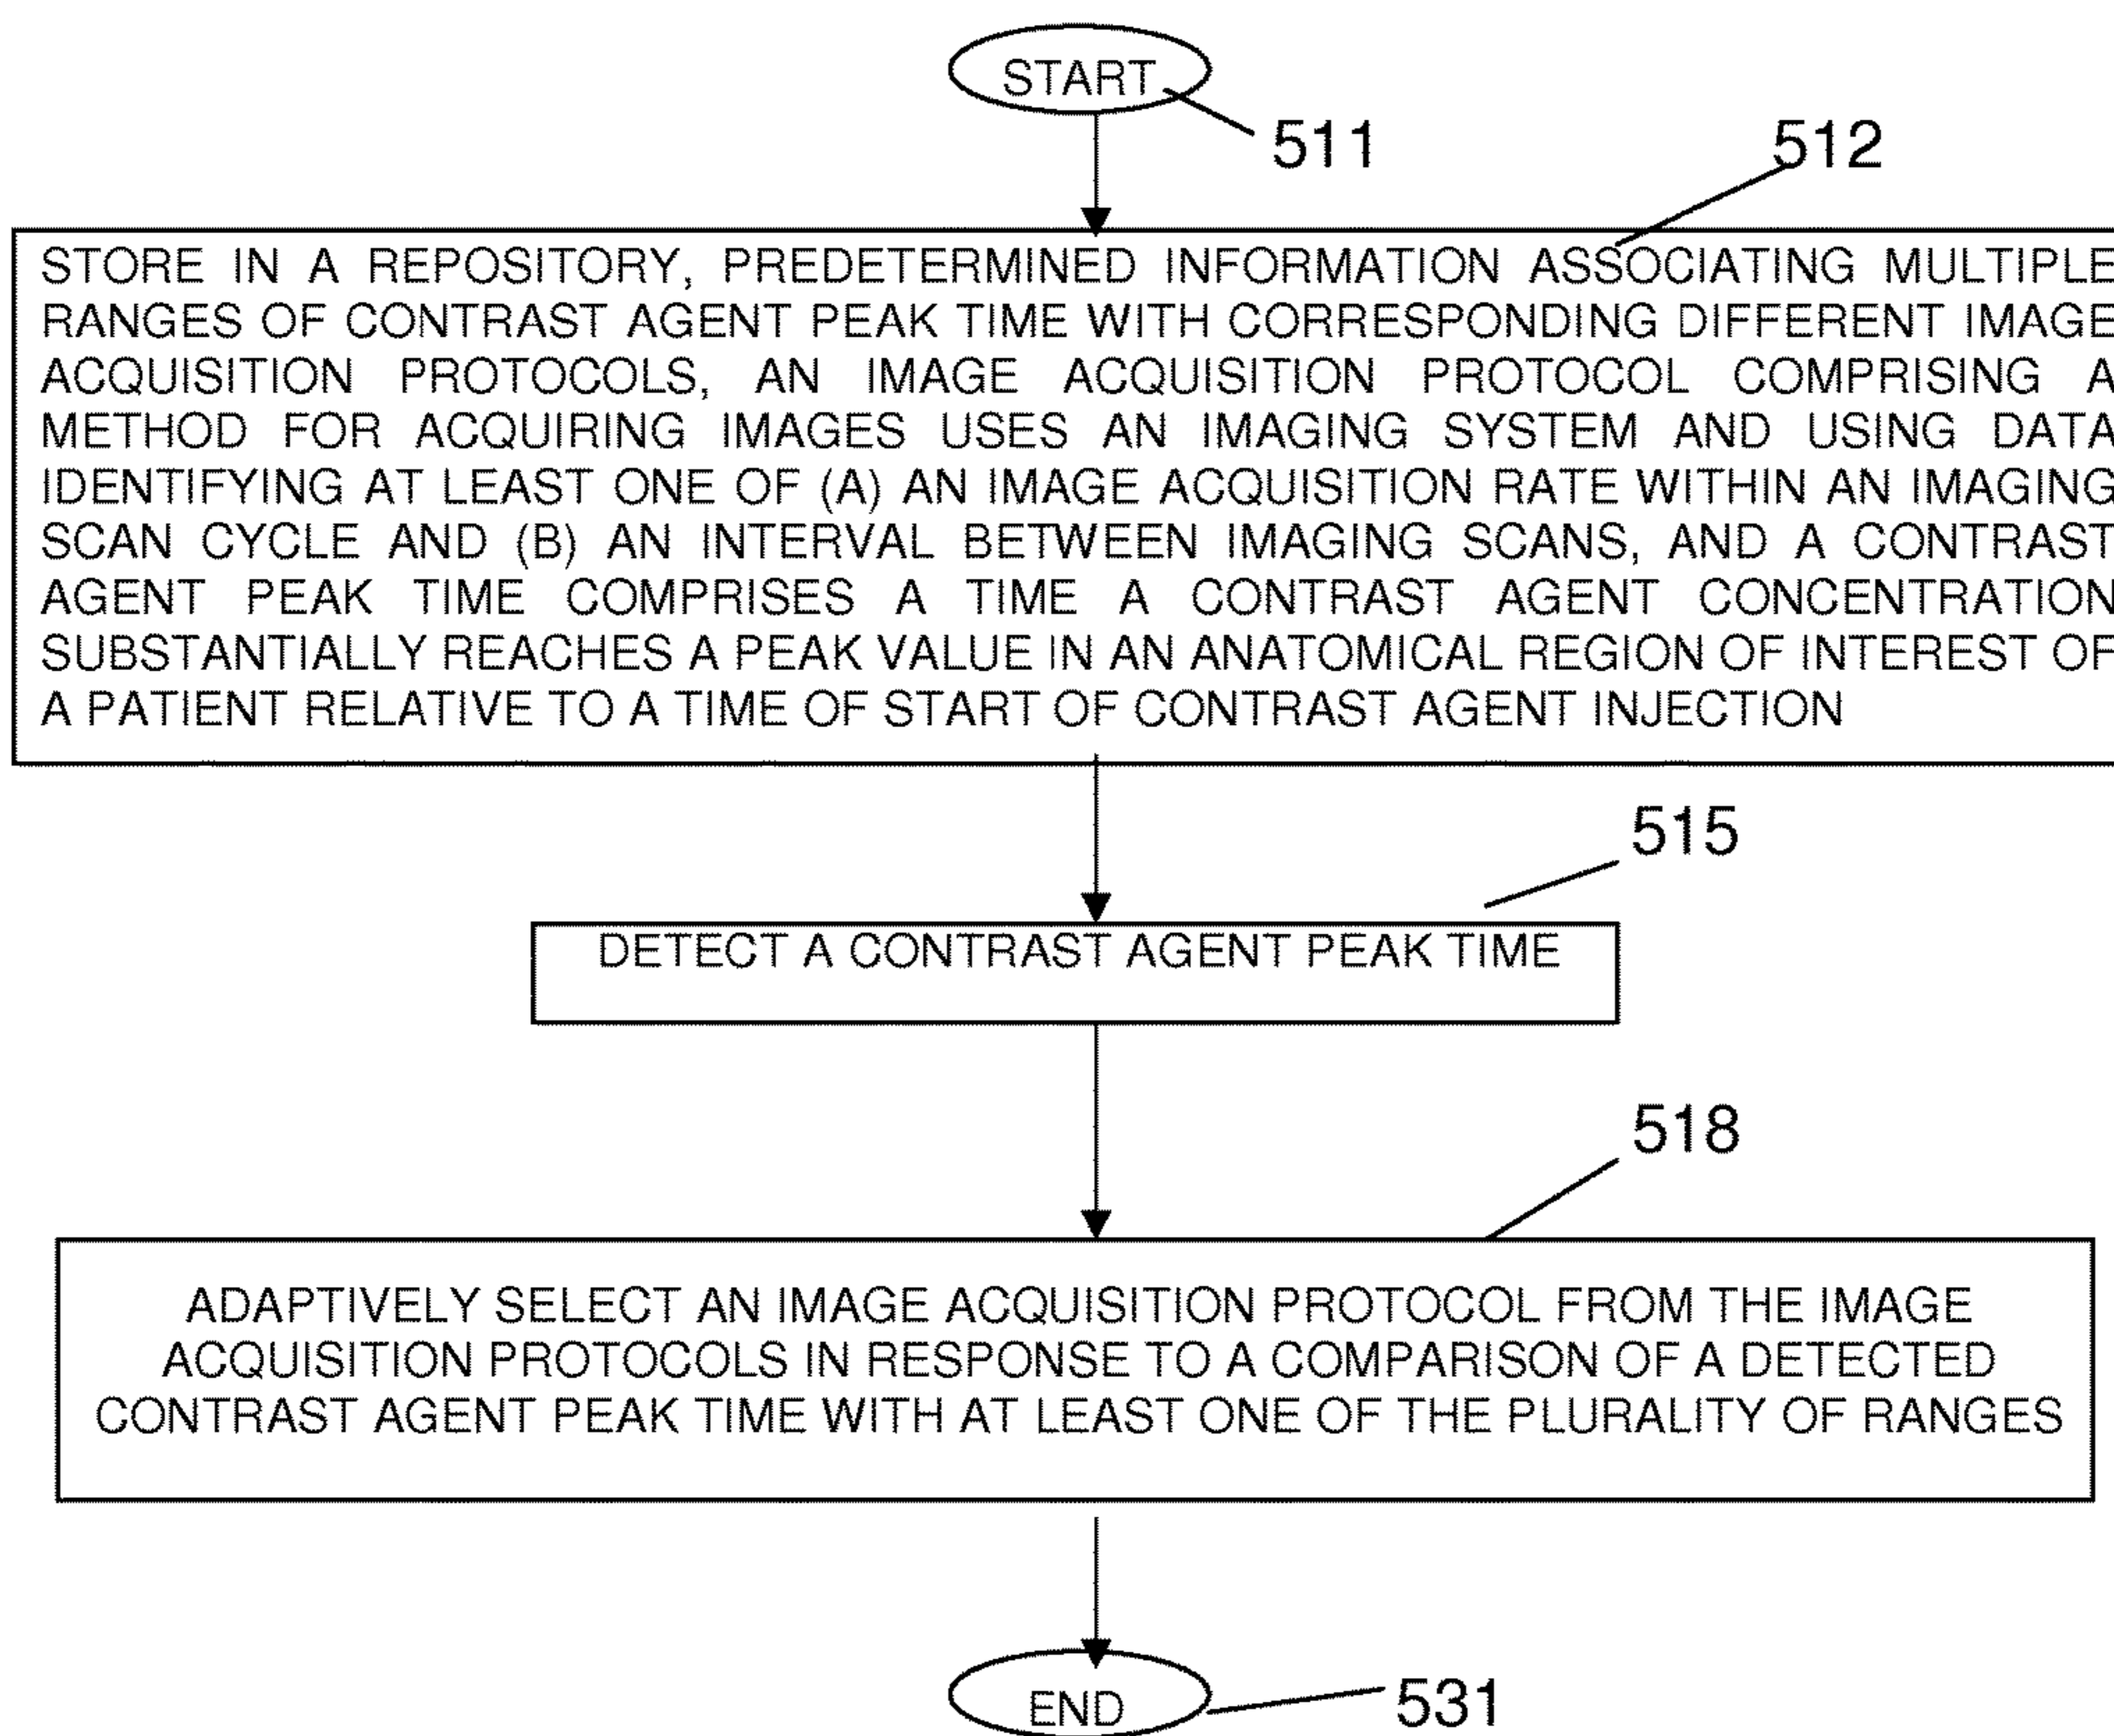 START
511
512
STORE IN A REPOSITORY, PREDETERMINED INFORMATION ASSOCIATING MULTIPLE
RANGES OF CONTRAST AGENT PEAK TIME WITH CORRESPONDING DIFFERENT IMAGE
ACQUISITION PROTOCOLS, AN IMAGE ACQUISITION PROTOCOL COMPRISING A
METHOD FOR ACQUIRING IMAGES USES AN IMAGING SYSTEM AND USING DATA
IDENTIFYING AT LEAST ONE OF (A) AN IMAGE ACQUISITION RATE WITHIN AN IMAGING
SCAN CYCLE AND (B) AN INTERVAL BETWEEN IMAGING SCANS, AND A CONTRAST
AGENT PEAK TIME COMPRISES A TIME A CONTRAST AGENT CONCENTRATION
SUBSTANTIALLY REACHES A PEAK VALUE IN AN ANATOMICAL REGION OF INTEREST OF
A PATIENT RELATIVE TO A TIME OF START OF CONTRAST AGENT INJECTION
515
DETECT A CONTRAST AGENT PEAK TIME
518
ADAPTIVELY SELECT AN IMAGE ACQUISITION PROTOCOL FROM THE IMAGE
ACQUISITION PROTOCOLS IN RESPONSE TO A COMPARISON OF A DETECTED
CONTRAST AGENT PEAK TIME WITH AT LEAST ONE OF THE PLURALITY OF RANGES
END
531